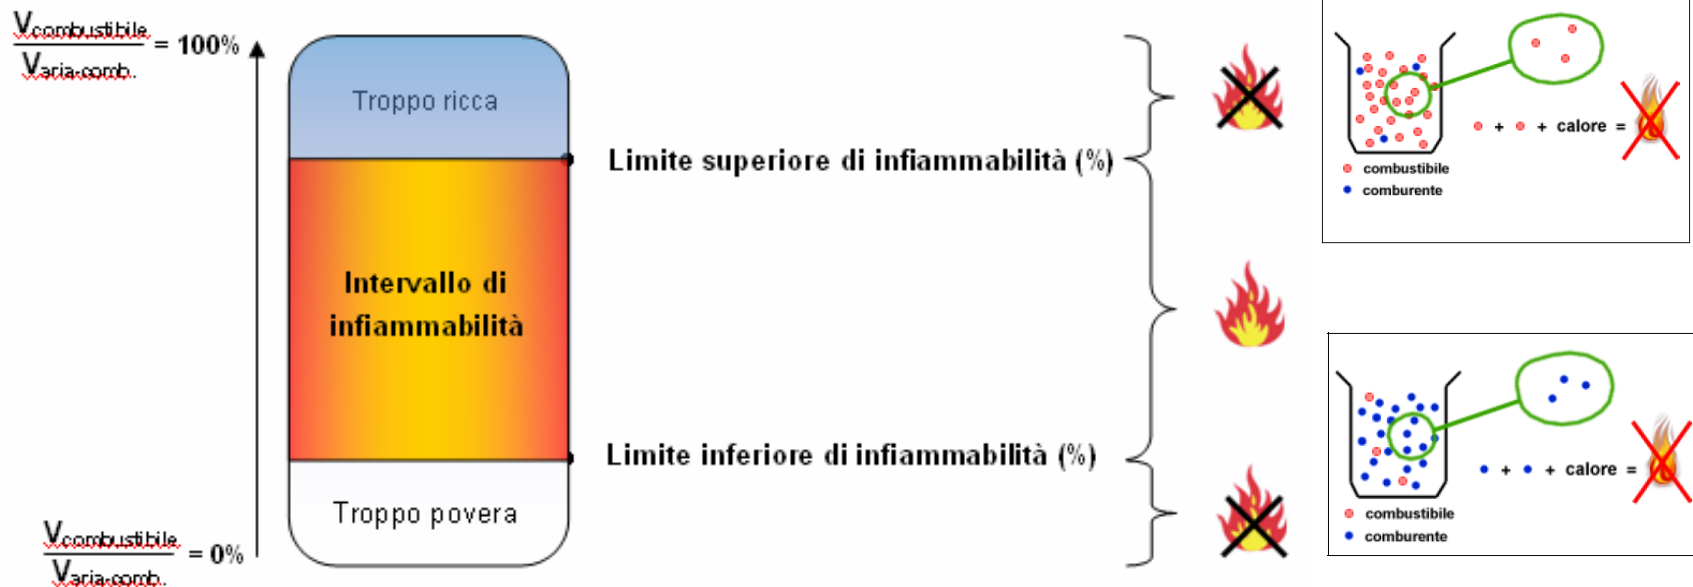 Vcombustibile
Varia-comb.
= 100%
Troppo ricca
Limite superiore di infiammabilità (%)
Intervallo di
infiammabilità
Limite inferiore di infiammabilità (%)
Troppo povera
Vcombustibile
Varia-comb.
= 0%
+ + calore =
combustibile
comburente
+ + calore =
combustibile
comburente